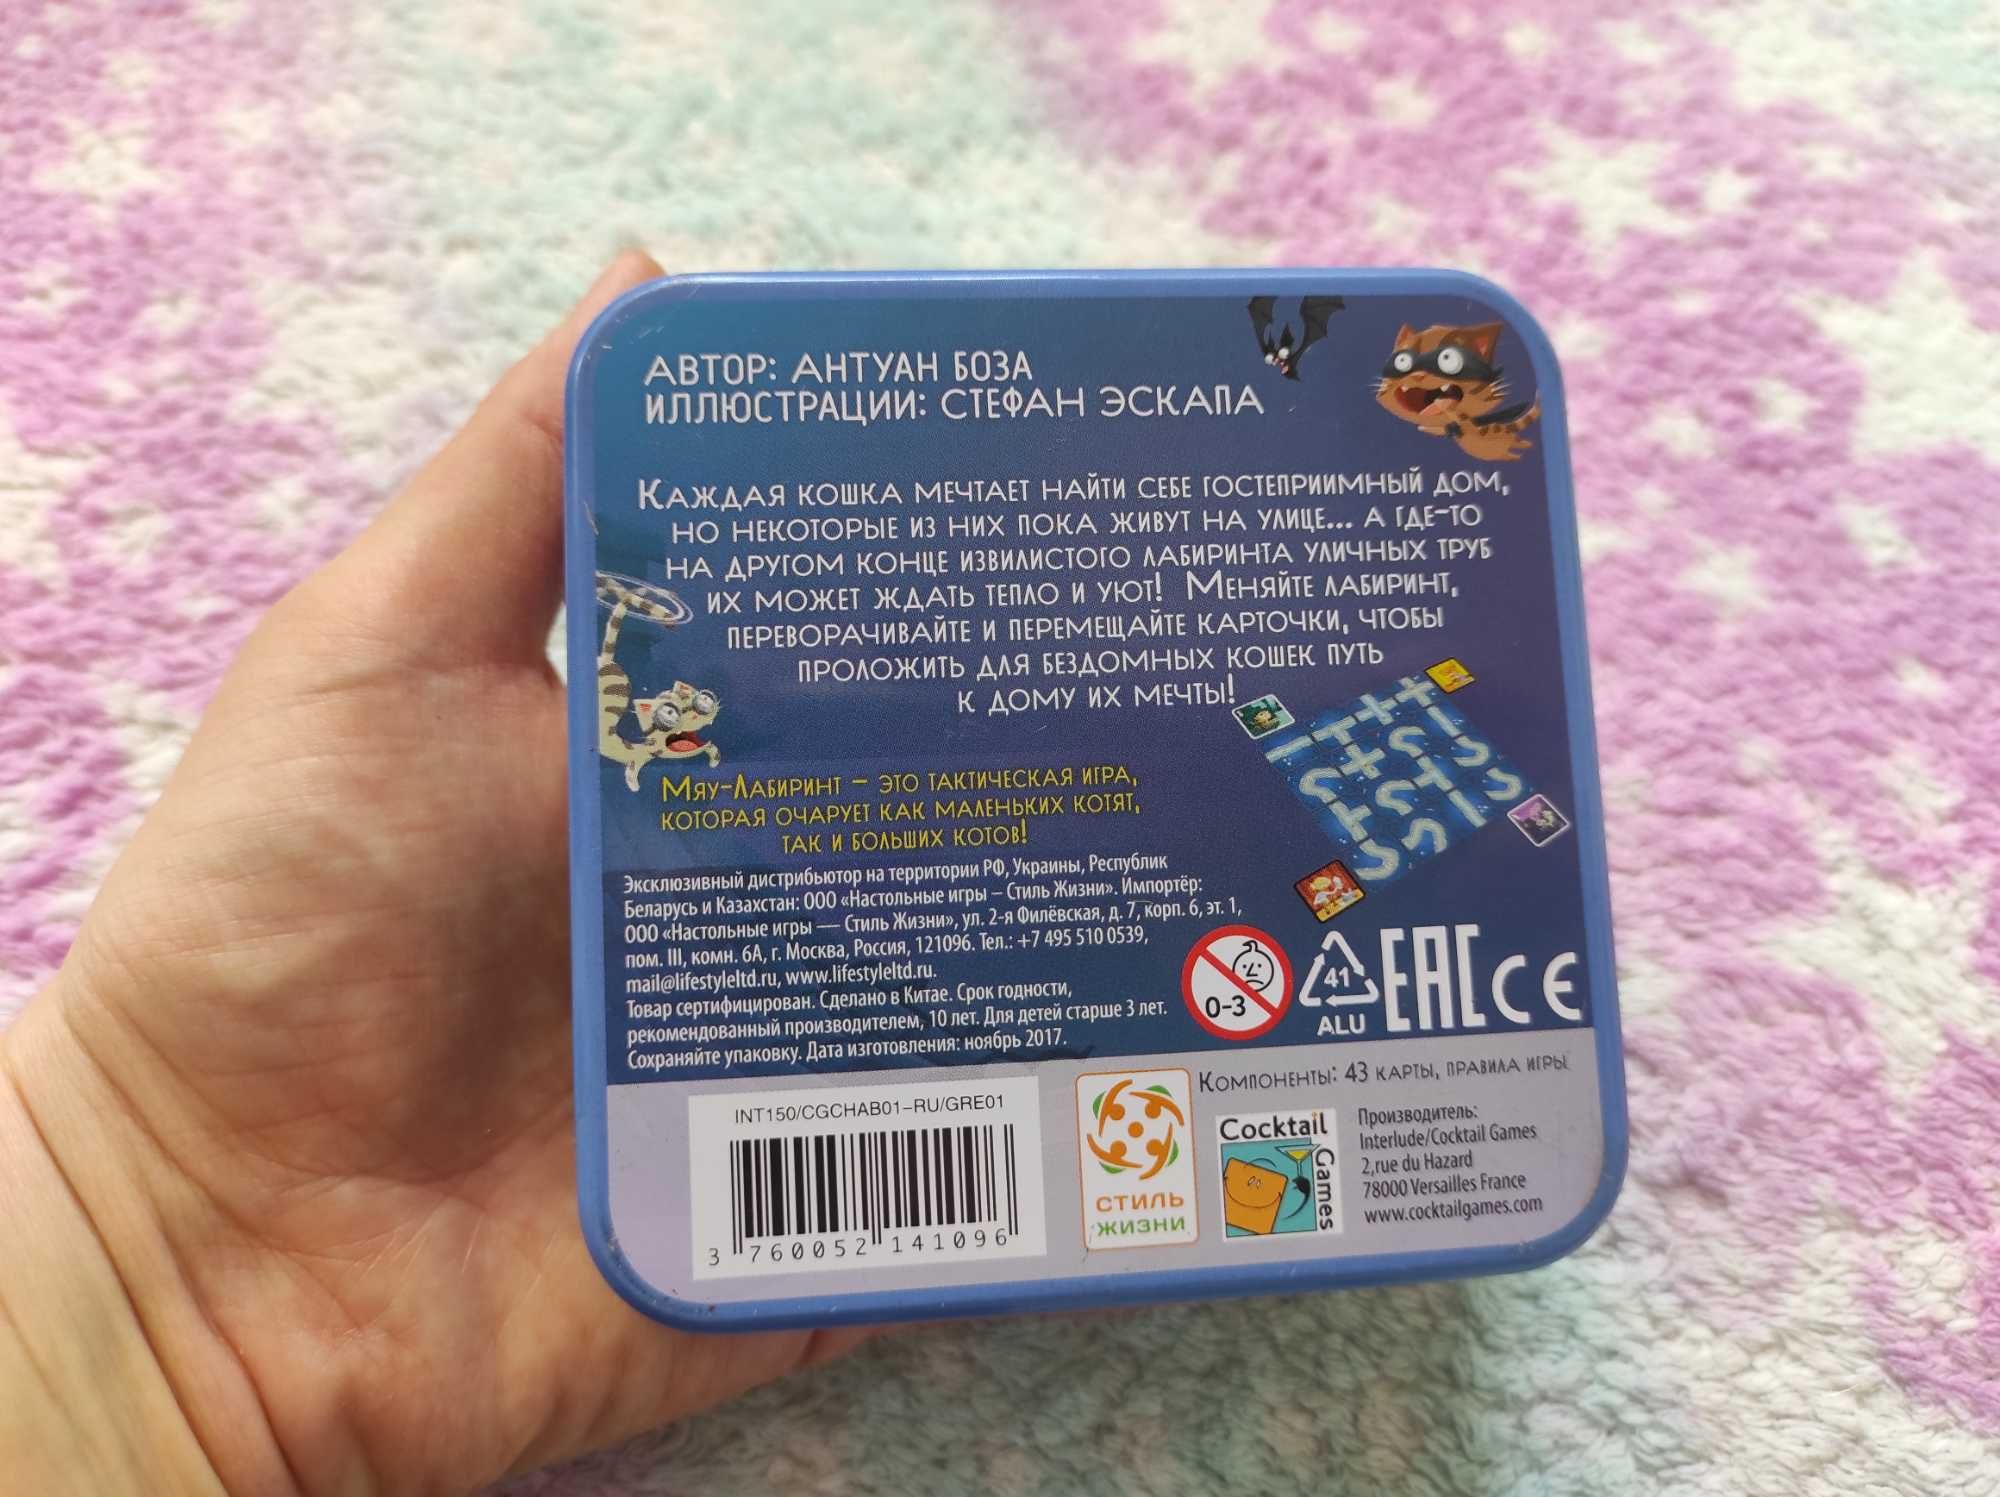 АВТОР: АНТУАН БОЗА
ИЛЛЮСТРАЦИИ: СТЕФАН ЭСКАПА
КАЖДАЯ КОШКА МЕЧТАЕТ НАЙТИ СЕБЕ ГОСТЕПРИИМНЫЙ ДОМ,
НО НЕКОТОРЫЕ ИЗ НИХ ПОКА ЖИВУТ НА УЛИЦЕ... А ГДЕ-ТО
НА ДРУГОМ КОНЦЕ ИЗВИЛИСТОГО ЛАБИРИНТА УЛИЧНЫХ ТРУБ
ИХ МОЖЕТ ЖДАТЬ ТЕПЛО И УЮТ! МЕНЯЙТЕ ЛАБИРИНТ,
ПЕРЕВОРАЧИВАЙТЕ И ПЕРЕМЕЩАЙТЕ КАРТОЧКИ, ЧТОБЫ
ПРОЛОЖИТЬ ДЛЯ БЕЗДОМНЫХ КОШЕК ПУТЬ
К ДОМУ ИХ МЕЧТЫ!
МЯУ-ЛАБИРИНТ – ЭТО ТАКТИЧЕСКАЯ ИГРА,
КОТОРАЯ ОЧАРУЕТ КАК МАЛЕНЬКИХ КОТЯТ,
ТАК И БОЛЬШИХ КОТОВ!
Эксклюзивный дистрибьютор на территории РФ, Украины, Республик
Беларусь и Казахстан: ООО «Настольные игры – Стиль Жизни». Импортёр:
ООО «Настольные игры — Стиль Жизни», ул. 2-я Филёвская, д. 7, корп. 6, эт. 1,
пом. III, комн. 6А, г. Москва, Россия, 121096. Тел.: +7 495 510 0539,
mail@lifestyleltd.ru, www.lifestyleltd.ru.
Товар сертифицирован. Сделано в Китае. Срок годности,
рекомендованный производителем, 10 лет. Для детей старше 3 лет.
Сохраняйте упаковку. Дата изготовления: ноябрь 2017.
0-3
41
ALU
EAC CE
КОМПОНЕНТЫ: 43 КАРТЫ, ПРАВИЛА ИГРЫ
INT150/CGCHAB01-RU/GRE01
3 760052 141096
СТИЛЬ
ЖИЗНИ
Cocktail
Games
Производитель:
Interlude/Cocktail Games
2,rue du Hazard
78000 Versailles France
www.cocktailgames.com